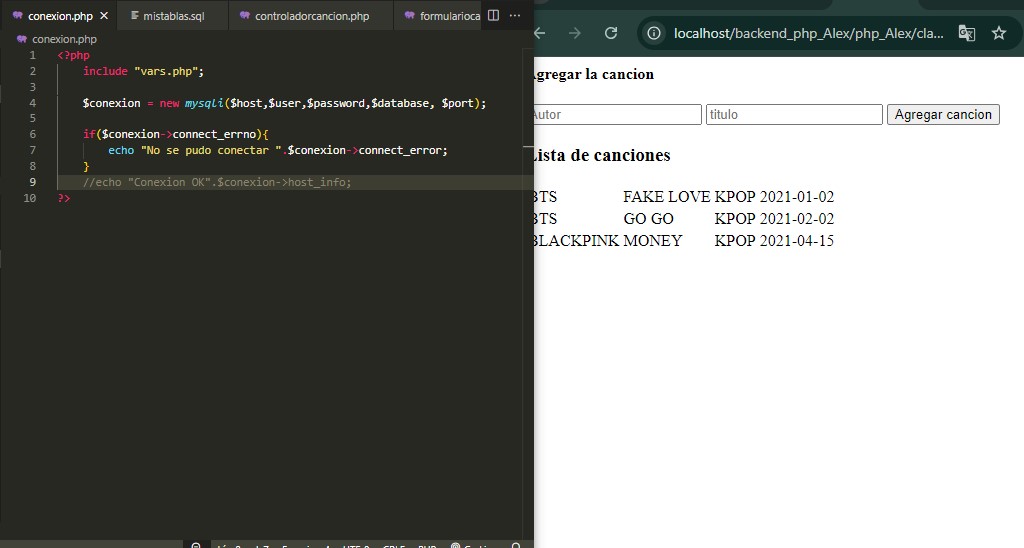 conexion.php mistablas.sql controladorcancion.php formularioca
conexion.php
1 <?php
2 include "vars.php";
3
4 $conexion = new mysqli($host,$user,$password,$database, $port);
5
6 if($conexion->connect_errno){
7 echo "No se pudo conectar ".$conexion->connect_error;
8 }
9 //echo "Conexion OK".$conexion->host_info;
10 ?>
localhost/backend_php_Alex/php_Alex/cla...
Agregar la cancion
Autor titulo Agregar cancion
Lista de canciones
BTS FAKE LOVE KPOP 2021-01-02
BTS GO GO KPOP 2021-02-02
BLACKPINK MONEY KPOP 2021-04-15